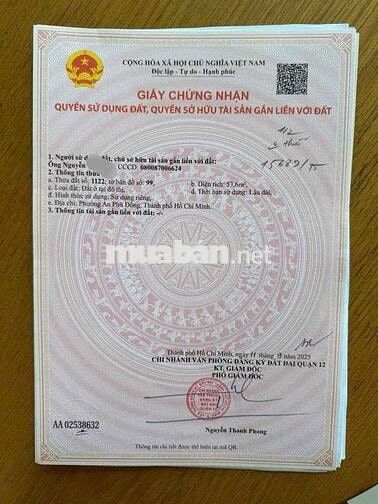 CỘNG HÒA XÃ HỘI CHỦ NGHĨA VIỆT NAM
Độc lập - Tự do - Hạnh phúc
GIẤY CHỨNG NHẬN
QUYỀN SỬ DỤNG ĐẤT, QUYỀN SỞ HỮU TÀI SẢN GẮN LIỀN VỚI ĐẤT
1. Người sử đất, chủ sở hữu tài sản gắn liền với đất:
Ông Nguyễn CCCD: 080087006624
2. Thông tin thửa
a. Thửa đất số: 1122, tờ bản đồ số: 99, b. Diện tích: 57,6m²
c. Loại đất: Đất ở tại đô thị, d. Thời hạn sử dụng: Lâu dài,
đ. Hình thức sử dụng: Sử dụng riêng,
e. Địa chỉ: Phường An Phú Đông, Thành phố Hồ Chí Minh.
3. Thông tin tài sản gắn liền với đất: -/-
muaban.net
Thành phố Hồ Chí Minh, ngày 11 tháng 9 năm 2025
CHI NHÁNH VĂN PHÒNG ĐĂNG KÝ ĐẤT ĐAI QUẬN 12
KT. GIÁM ĐỐC
PHÓ GIÁM ĐỐC
Nguyễn Thanh Phong
AA 02538632
Thông tin chi tiết được thể hiện tại mã QR.